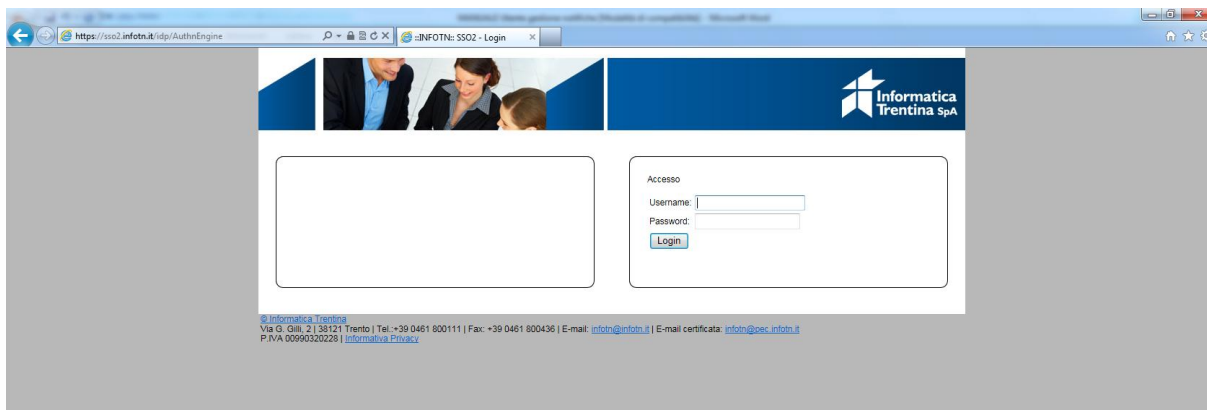 https://sso2.infotn.it/idp/AuthnEngine
::INFOTN:: SSO2 - Login
Informatica
Trentina SpA
Accesso
Username:
Password:
Login
© Informatica Trentina
Via G. Gilli, 2 | 38121 Trento | Tel.:+39 0461 800111 | Fax: +39 0461 800436 | E-mail: infotn@infotn.it | E-mail certificata: infotn@pec.infotn.it
P.IVA 00990320228 | Informativa Privacy